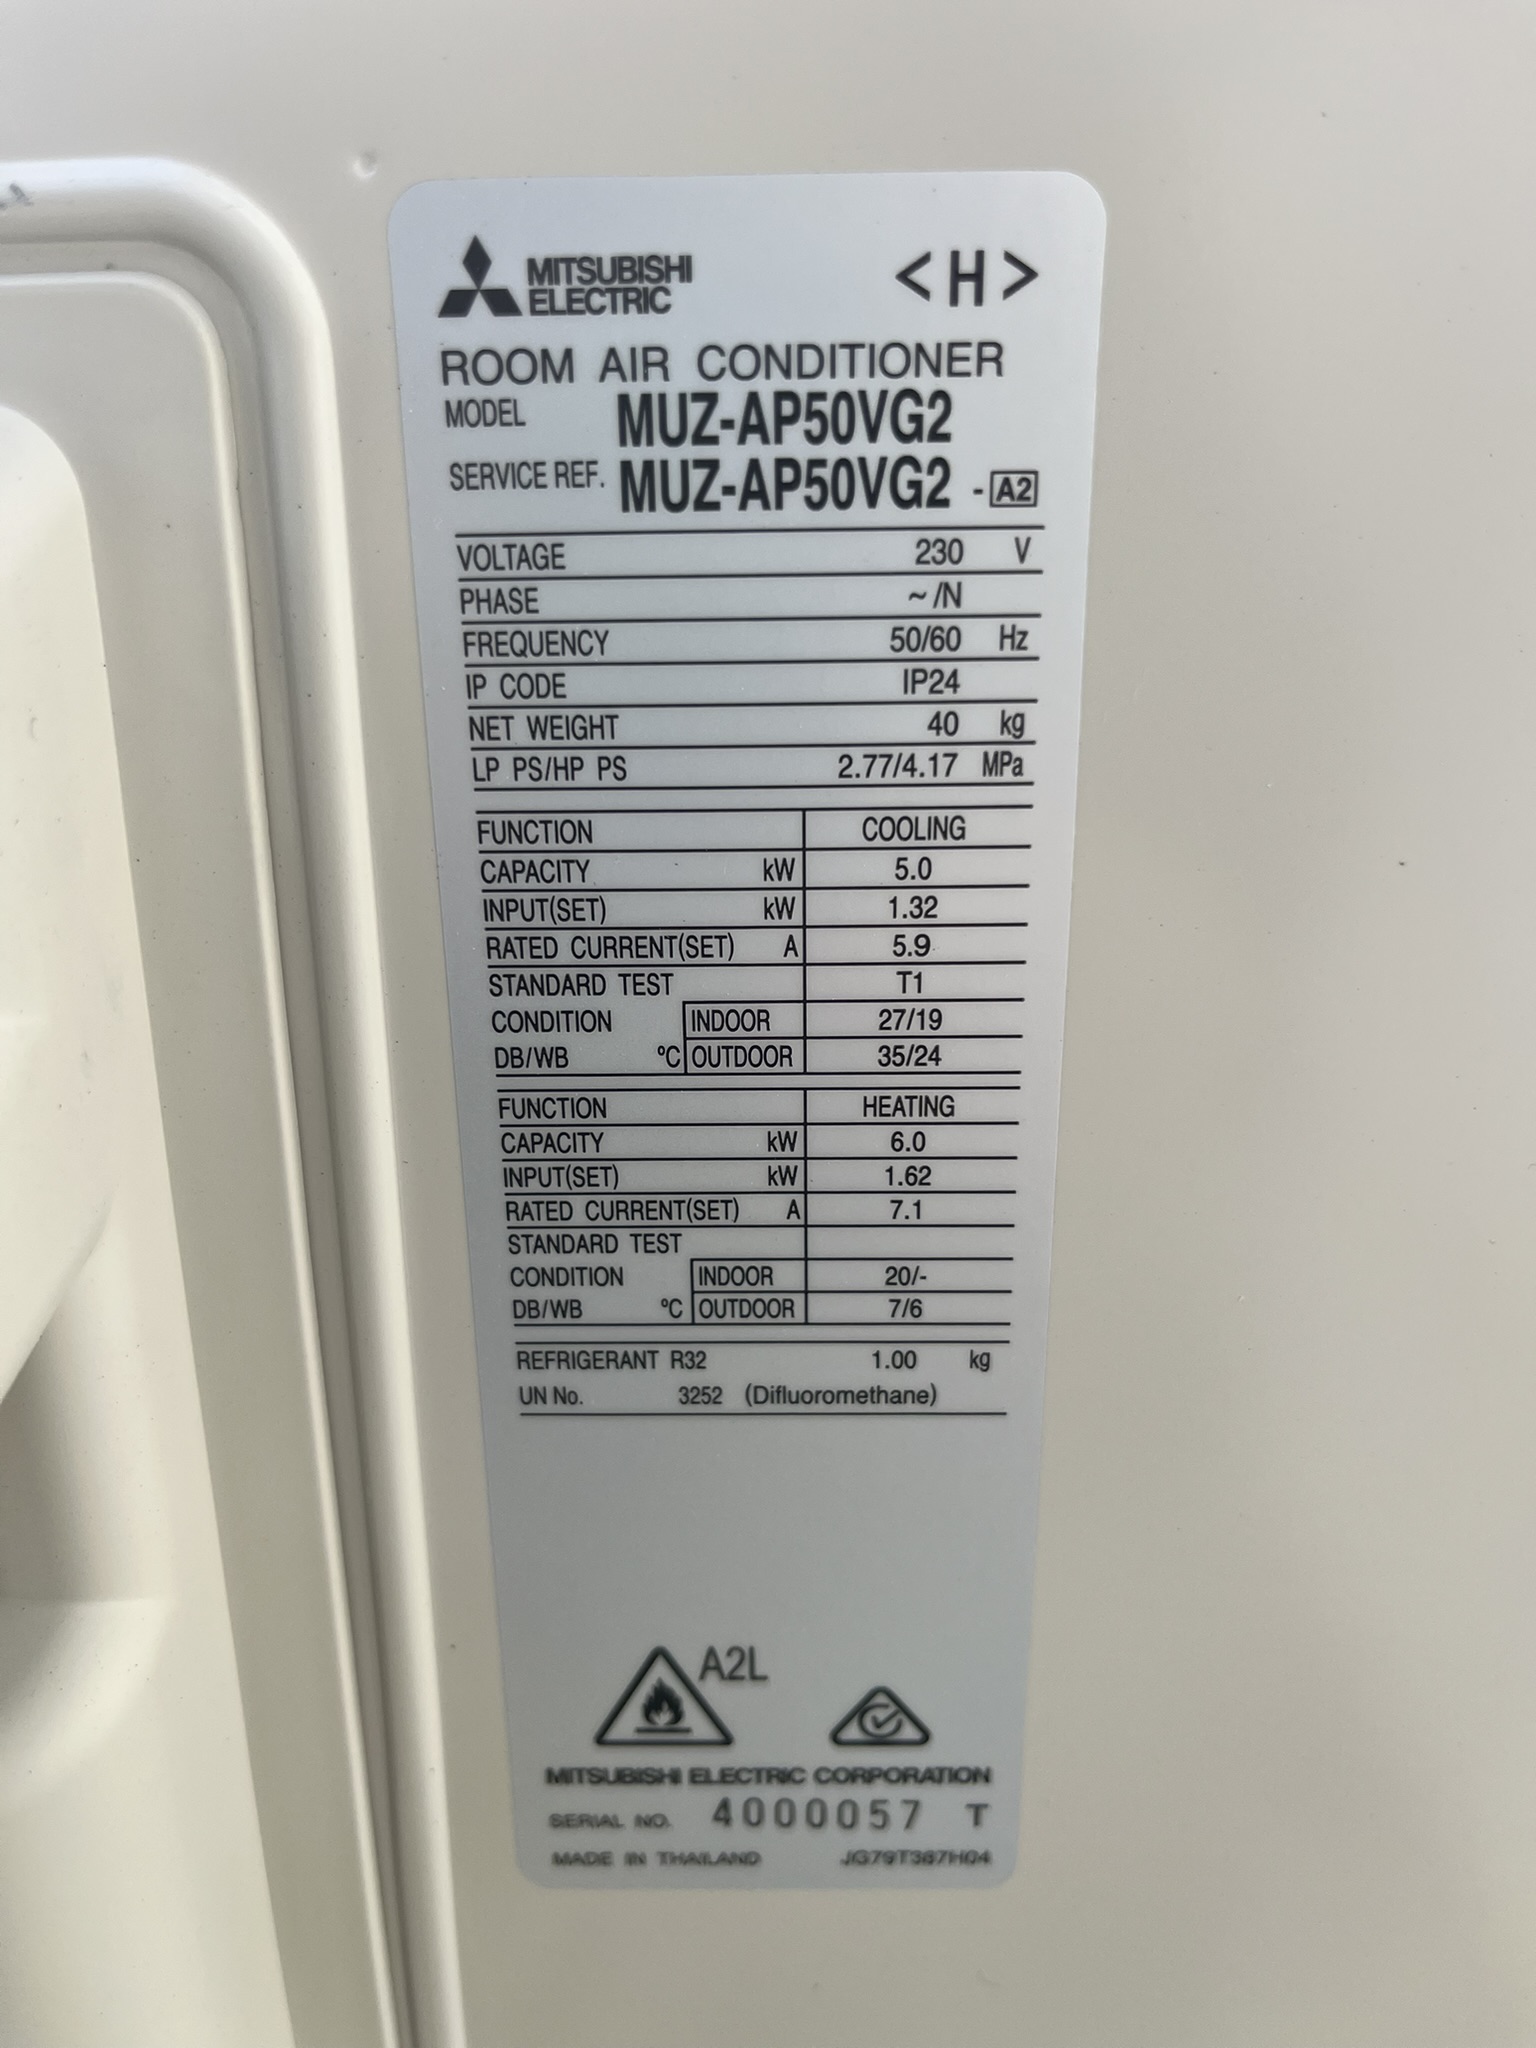 MITSUBISHI
ELECTRIC
<H>
ROOM AIR CONDITIONER
MODEL MUZ-AP50VG2
SERVICE REF. MUZ-AP50VG2 -A2
VOLTAGE 230 V
PHASE ~/N
FREQUENCY 50/60 Hz
IP CODE IP24
NET WEIGHT 40 kg
LP PS/HP PS 2.77/4.17 MPa
FUNCTION COOLING
CAPACITY kW 5.0
INPUT(SET) kW 1.32
RATED CURRENT(SET) A 5.9
STANDARD TEST T1
CONDITION INDOOR 27/19
DB/WB °C OUTDOOR 35/24
FUNCTION HEATING
CAPACITY kW 6.0
INPUT(SET) kW 1.62
RATED CURRENT(SET) A 7.1
STANDARD TEST
CONDITION INDOOR 20/-
DB/WB °C OUTDOOR 7/6
REFRIGERANT R32 1.00 kg
UN No. 3252 (Difluoromethane)
A2L
MITSUBISHI ELECTRIC CORPORATION
SERIAL NO. 4000057 T
MADE IN THAILAND JG79T387H04